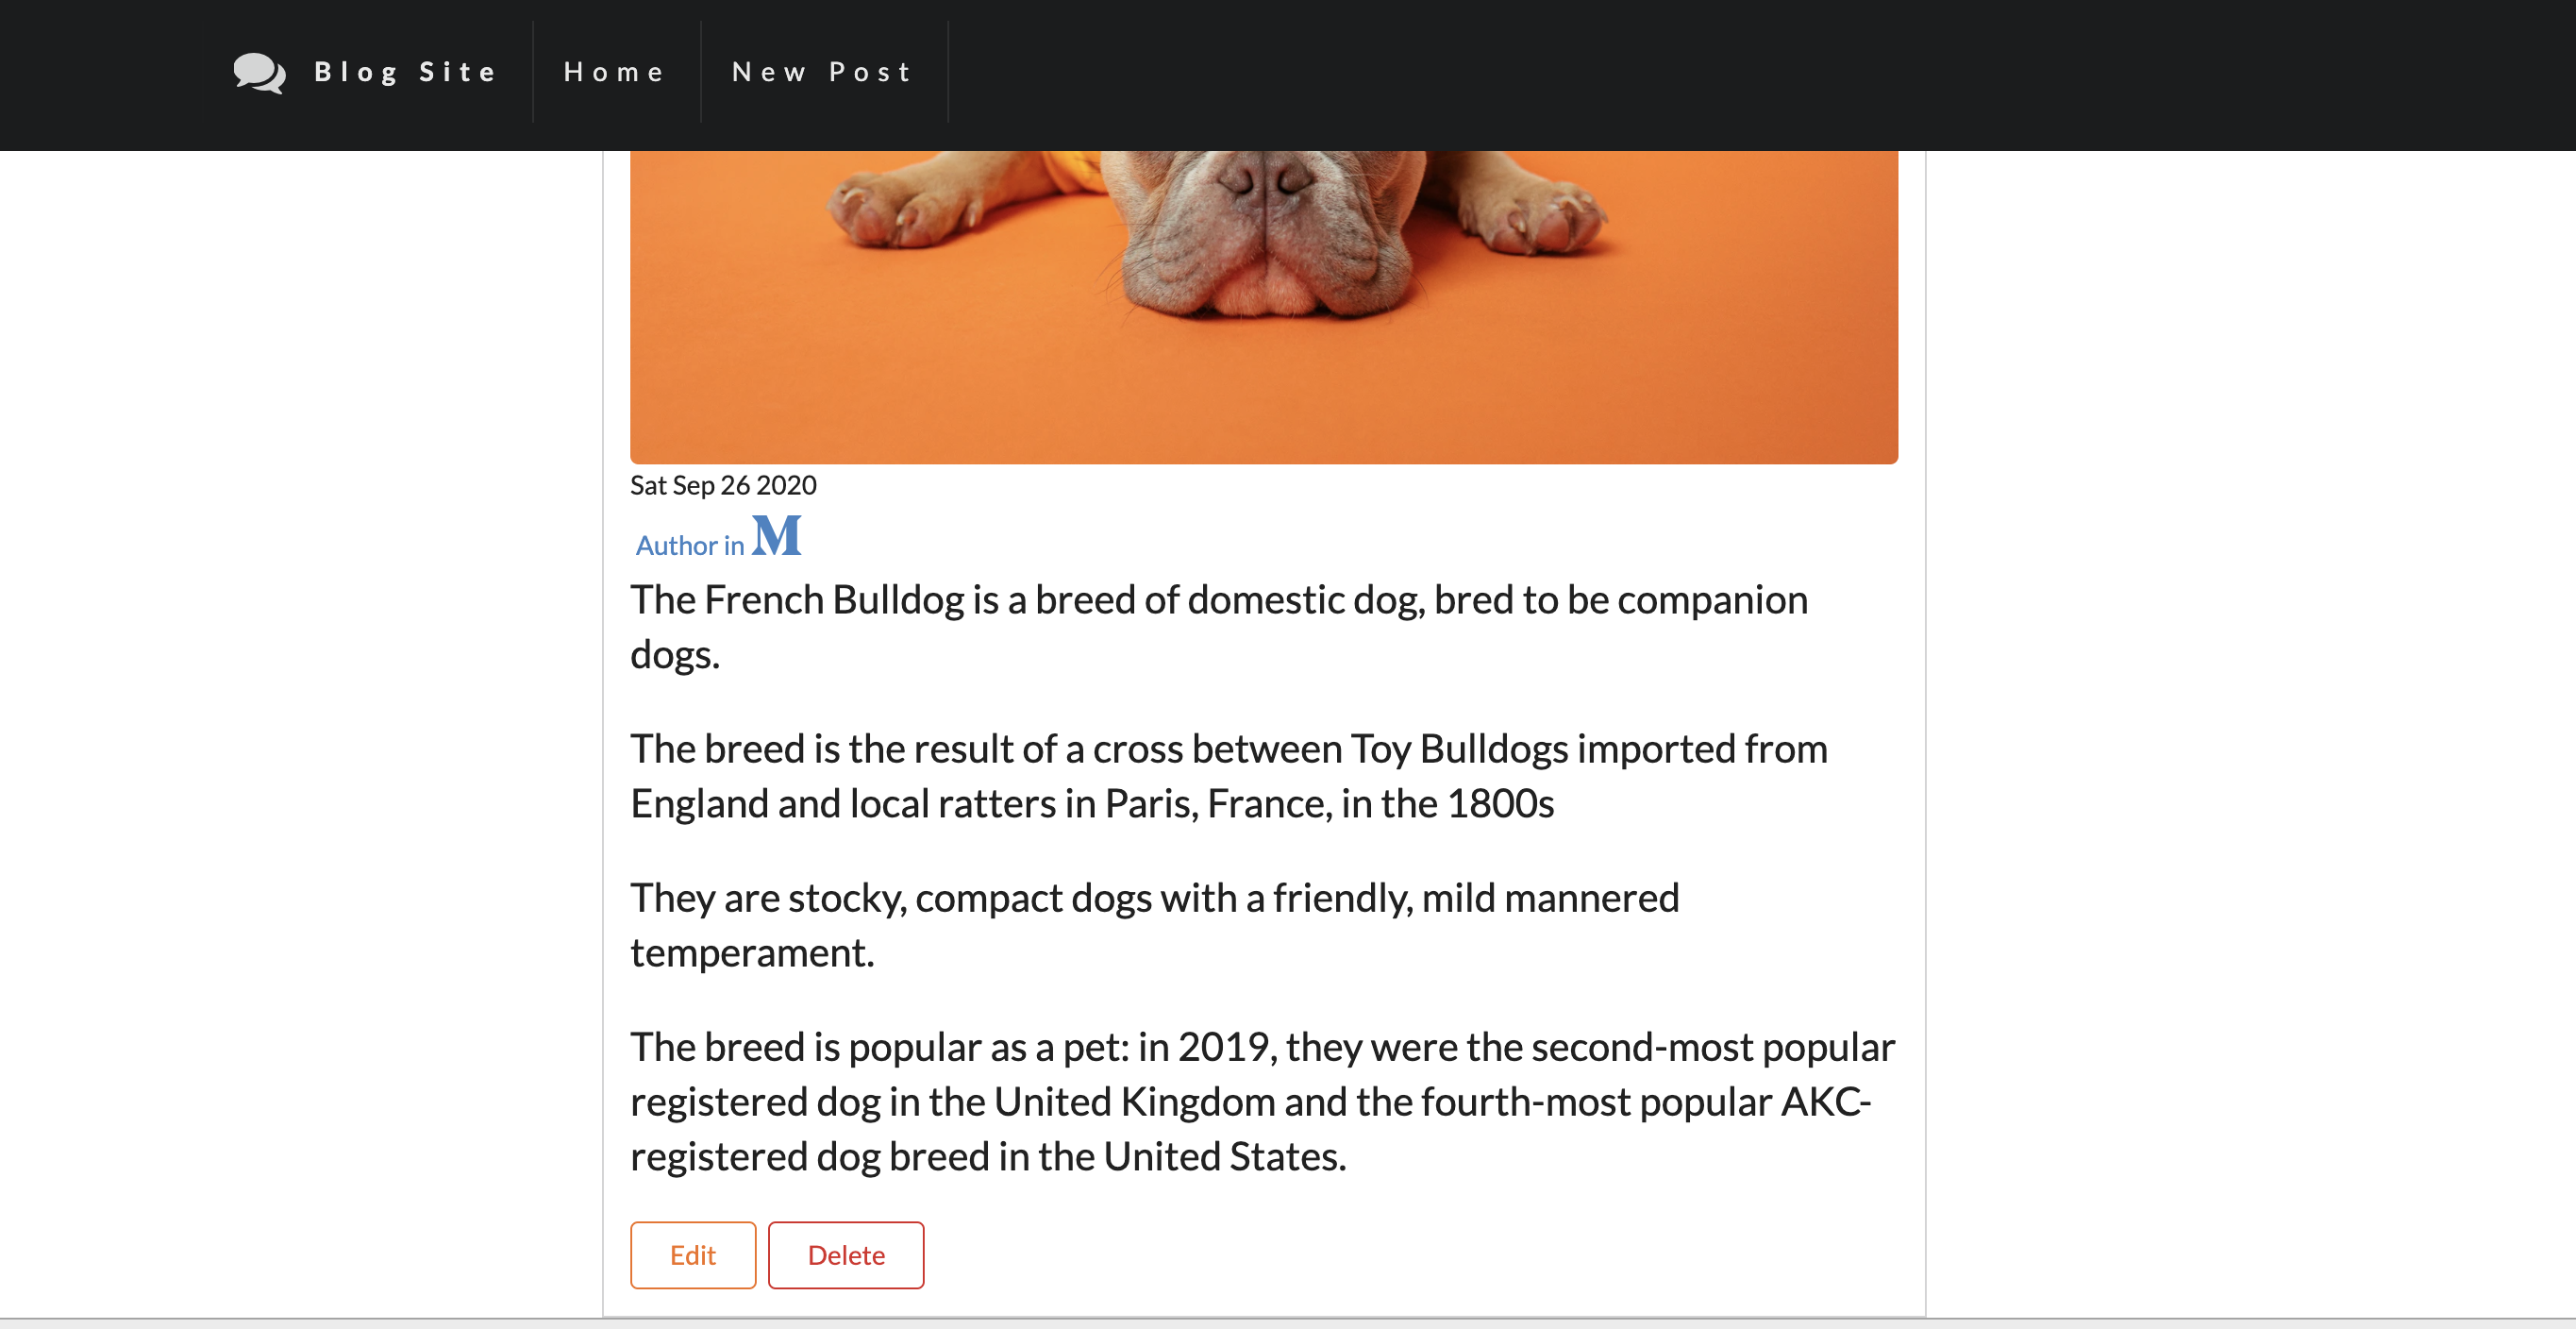 Blog Site Home New Post
Sat Sep 26 2020
Author in M
The French Bulldog is a breed of domestic dog, bred to be companion
dogs.
The breed is the result of a cross between Toy Bulldogs imported from
England and local ratters in Paris, France, in the 1800s
They are stocky, compact dogs with a friendly, mild mannered
temperament.
The breed is popular as a pet: in 2019, they were the second-most popular
registered dog in the United Kingdom and the fourth-most popular AKC-
registered dog breed in the United States.
Edit Delete